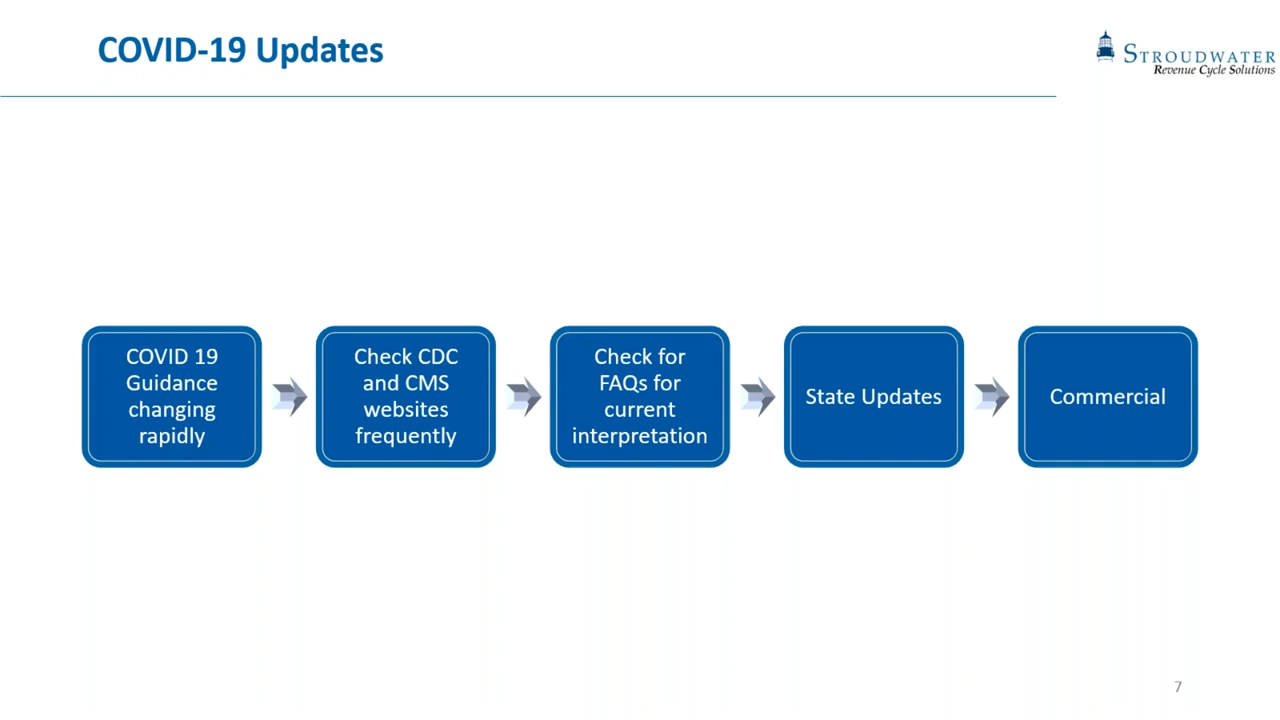 COVID-19 Updates
STROUDWATER
Revenue Cycle Solutions
COVID 19
Guidance
changing
rapidly
Check CDC
and CMS
websites
frequently
Check for
FAQs for
current
interpretation
State Updates
Commercial
7